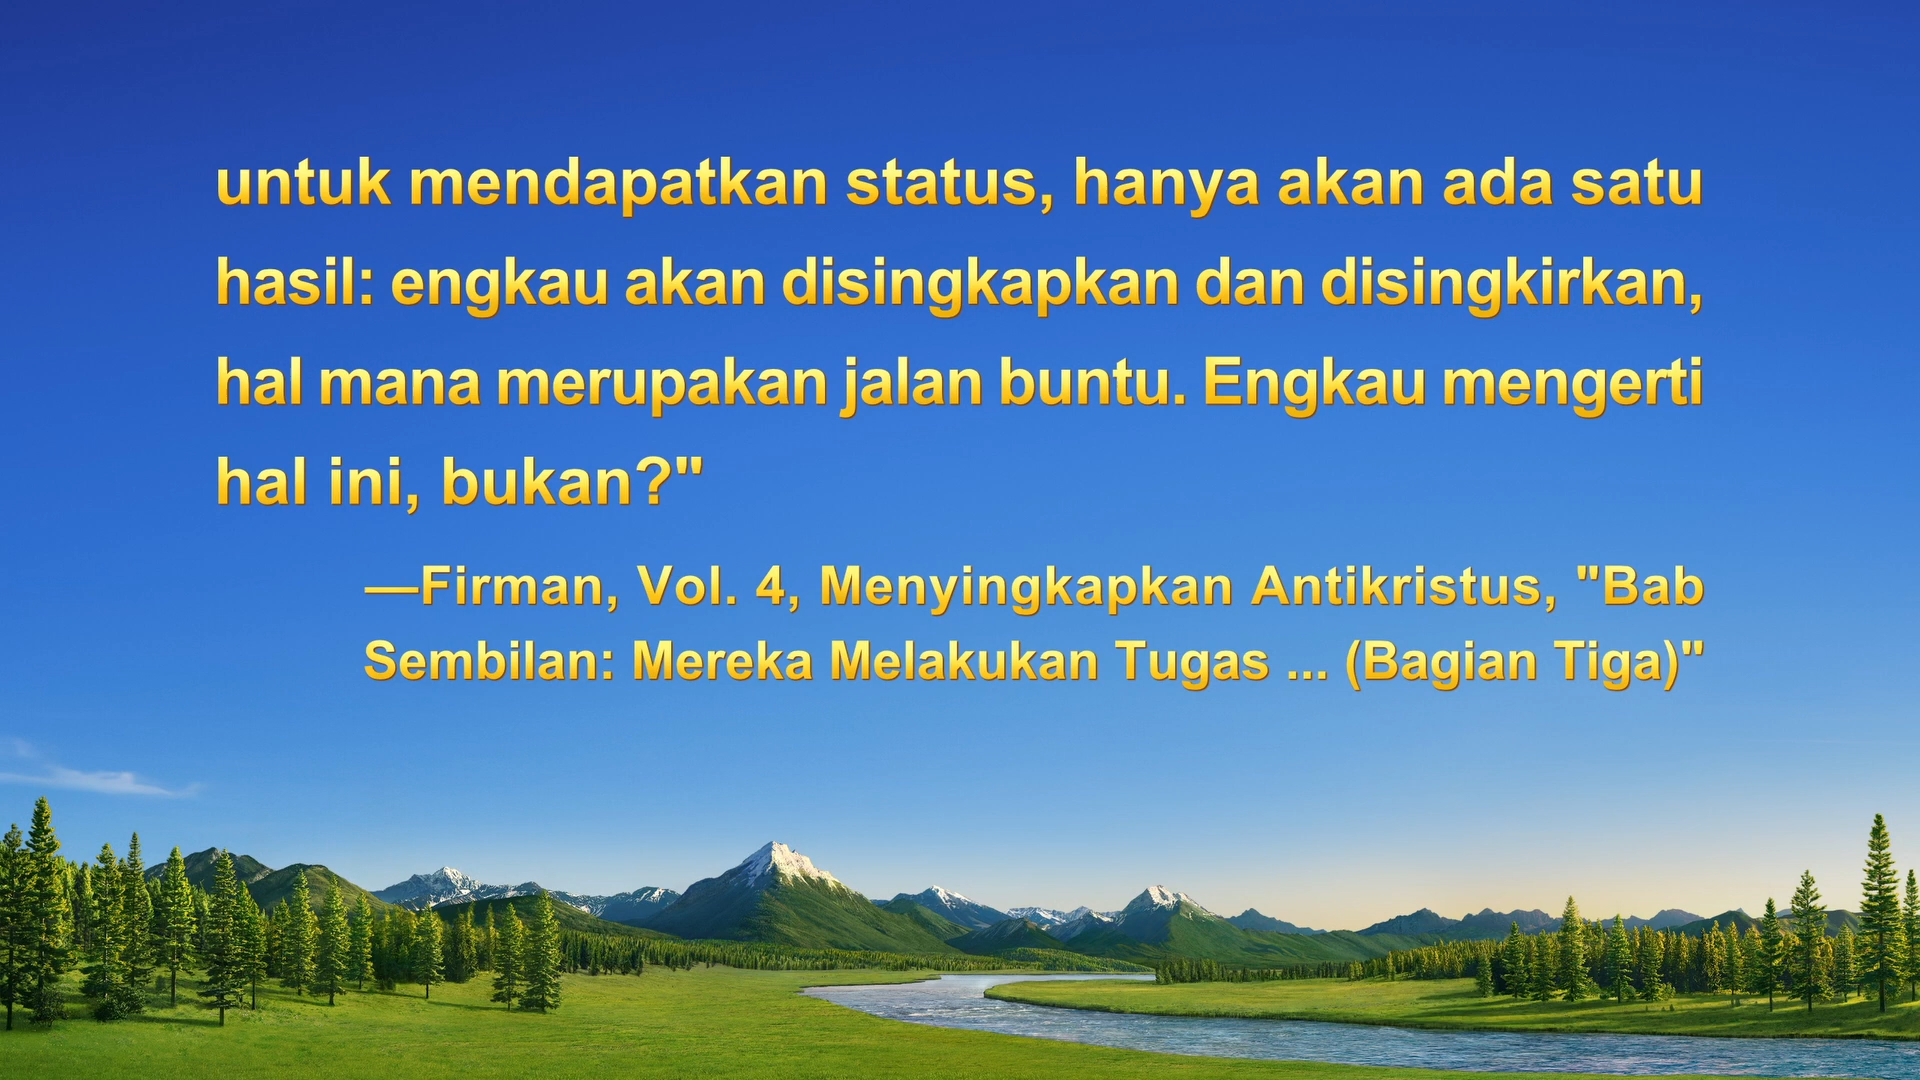 untuk mendapatkan status, hanya akan ada satu
hasil: engkau akan disingkapkan dan disingkirkan,
hal mana merupakan jalan buntu. Engkau mengerti
hal ini, bukan?"
—Firman, Vol. 4, Menyingkapkan Antikristus, "Bab
Sembilan: Mereka Melakukan Tugas ... (Bagian Tiga)"